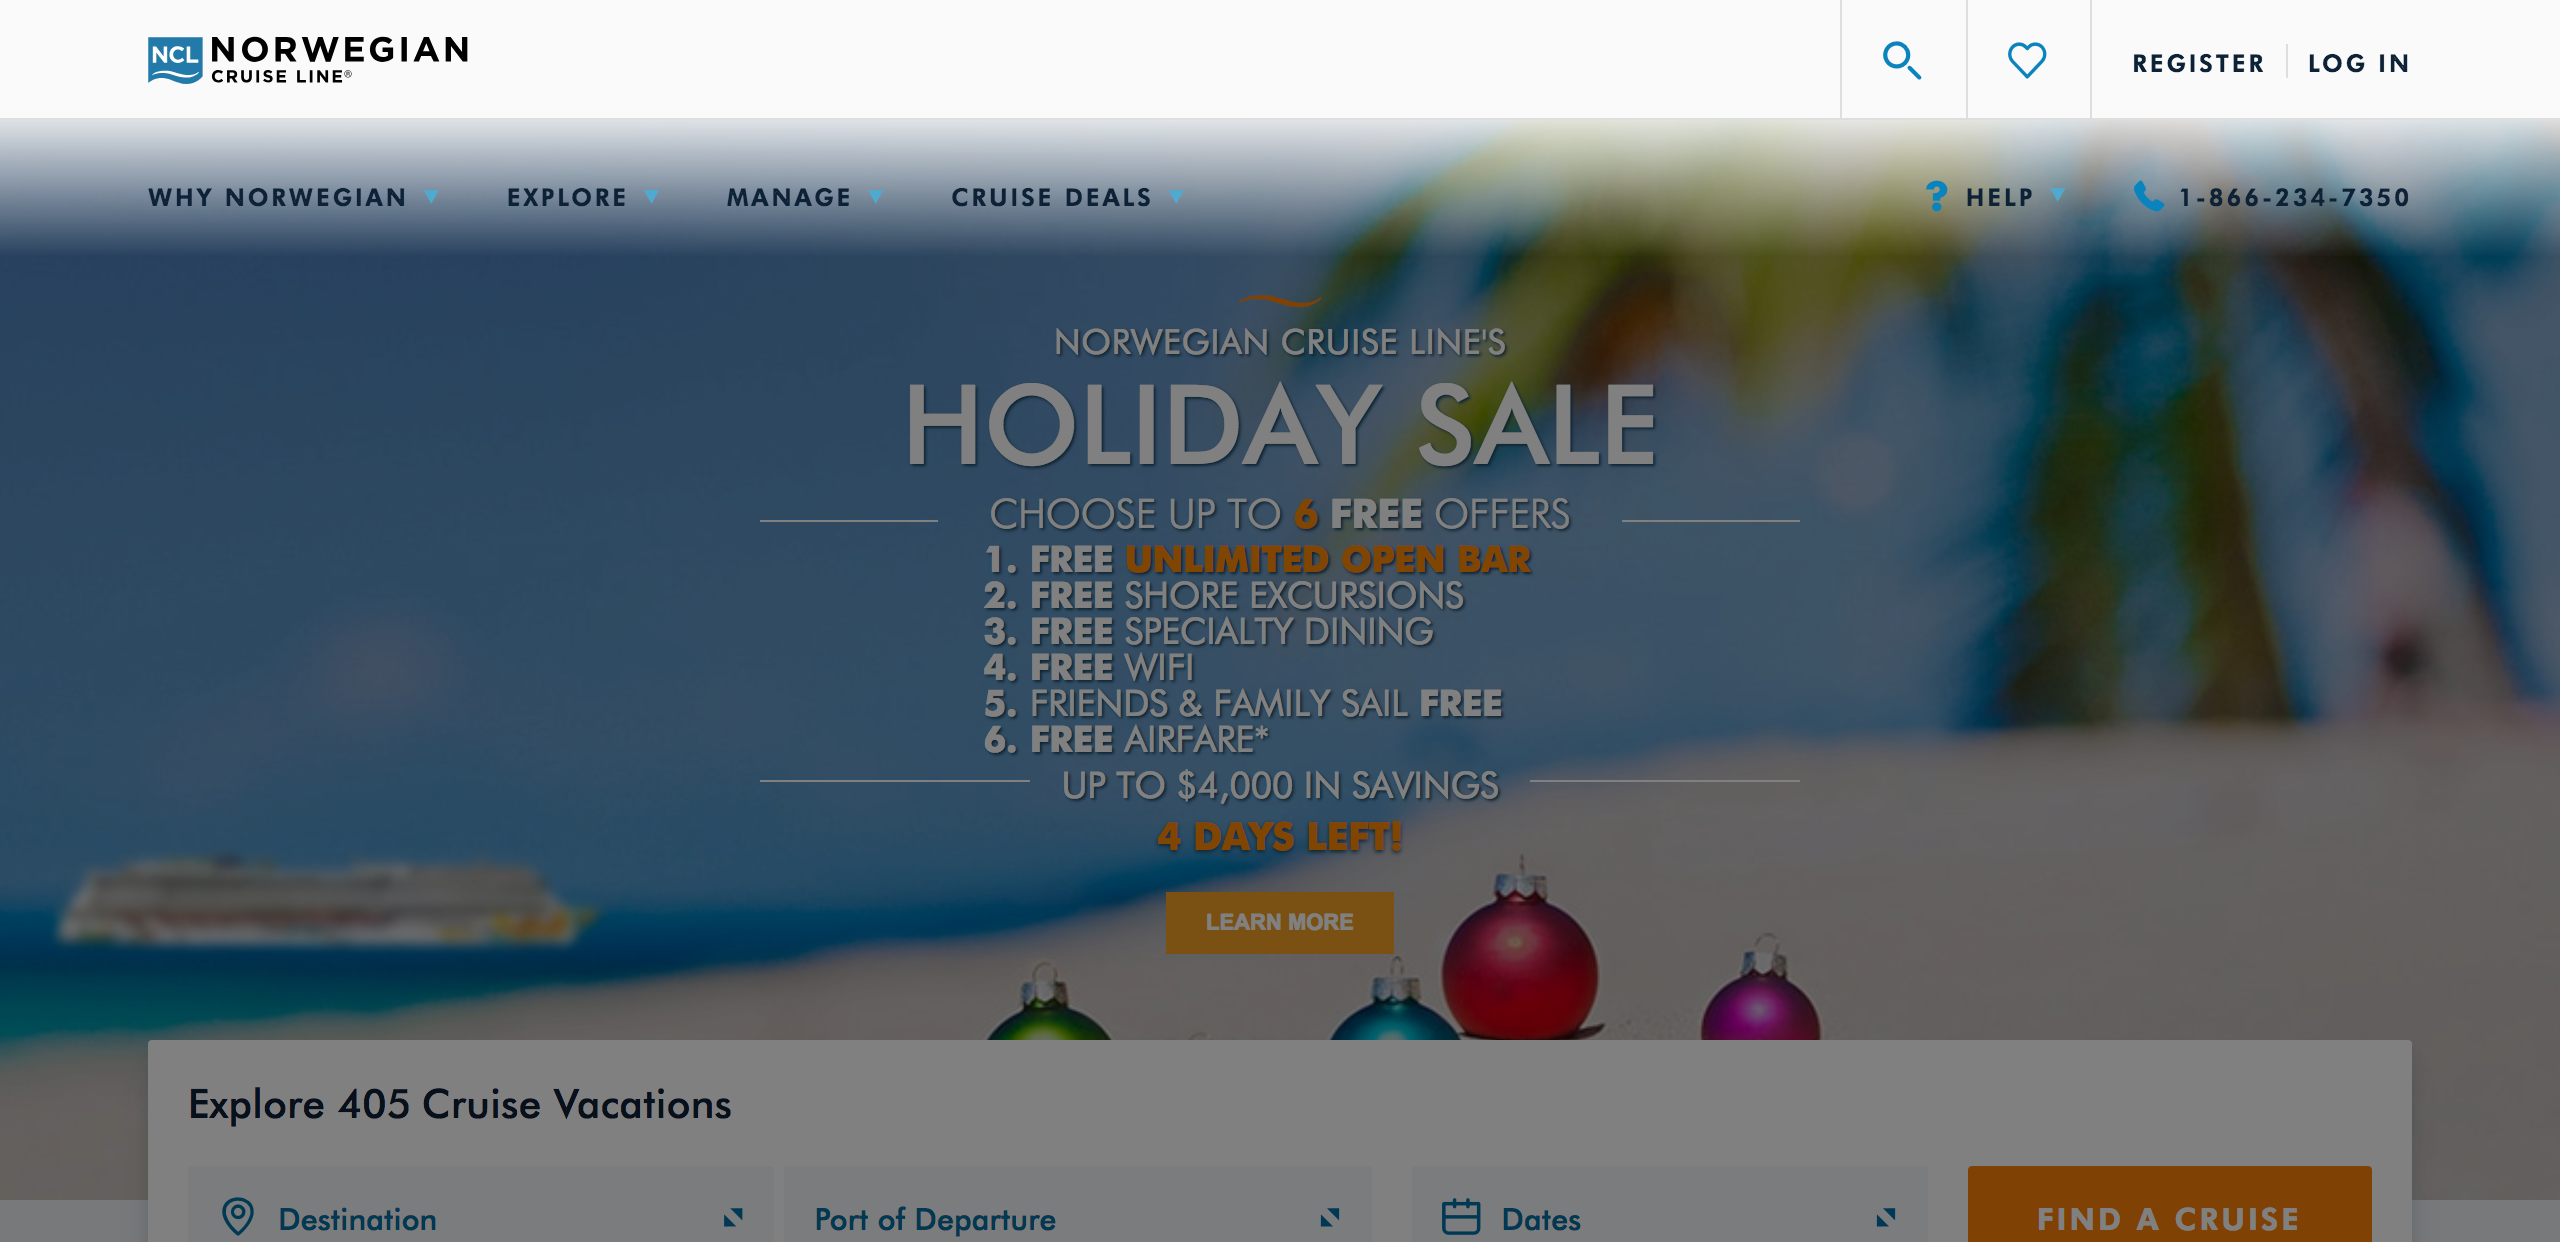 NCL NORWEGIAN
CRUISE LINE®
REGISTER LOG IN
WHY NORWEGIAN EXPLORE MANAGE CRUISE DEALS ? HELP 1-866-234-7350
NORWEGIAN CRUISE LINE'S
HOLIDAY SALE
CHOOSE UP TO 6 FREE OFFERS
1. FREE UNLIMITED OPEN BAR
2. FREE SHORE EXCURSIONS
3. FREE SPECIALTY DINING
4. FREE WIFI
5. FRIENDS & FAMILY SAIL FREE
6. FREE AIRFARE*
UP TO $4,000 IN SAVINGS
4 DAYS LEFT!
LEARN MORE
Explore 405 Cruise Vacations
Destination Port of Departure Dates FIND A CRUISE